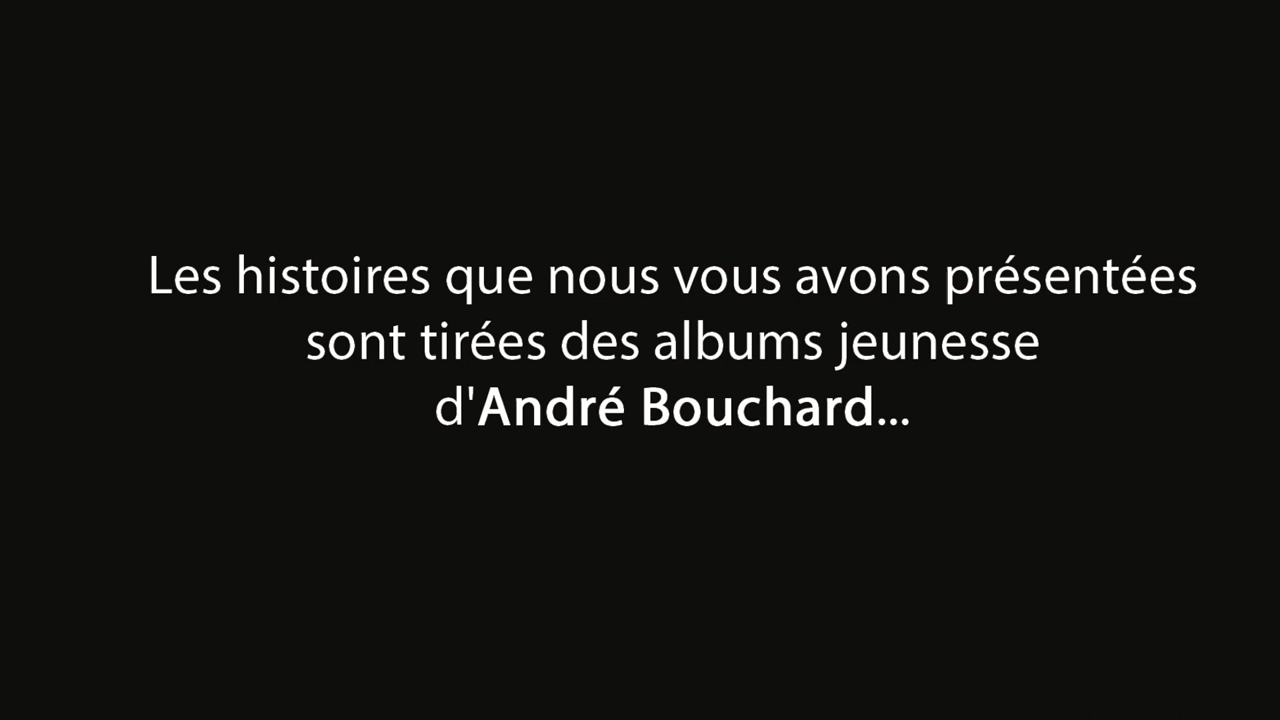 Les histoires que nous vous avons présentées
sont tirées des albums jeunesse
d'André Bouchard...